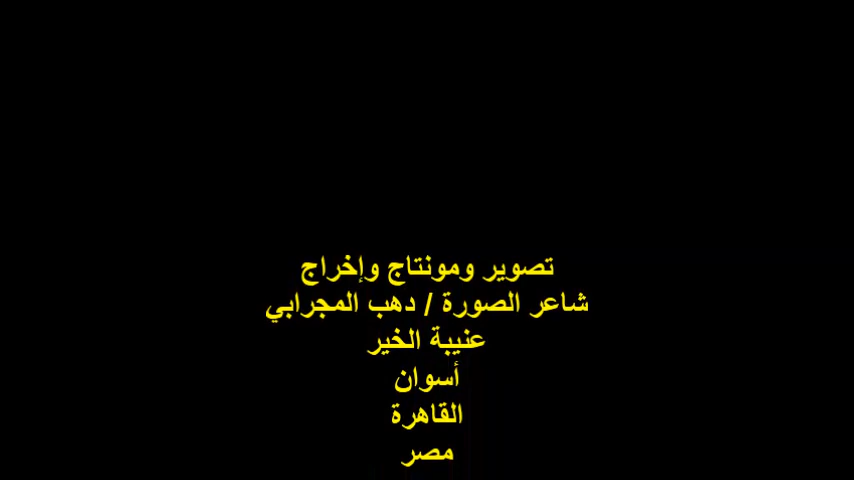 تصوير ومونتاج وإخراج
شاعر الصورة / دهب المجرابي
عنيبة الخير
أسوان
القاهرة
مصر